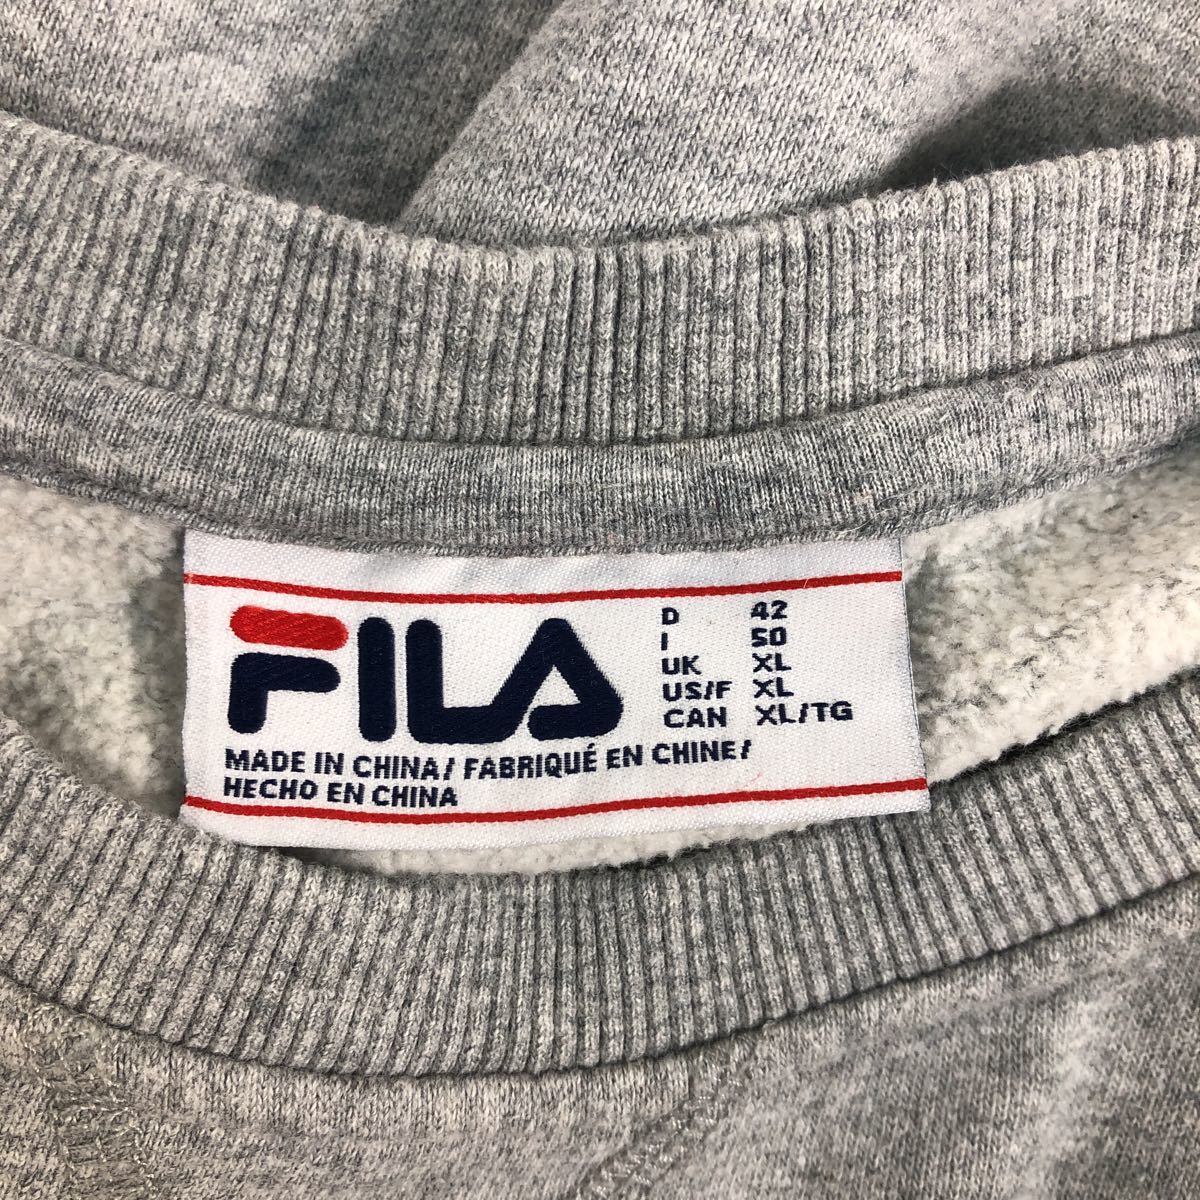 FILA
D 42
I 50
UK XL
US/F XL
CAN XL/TG
MADE IN CHINA/ FABRIQUÉ EN CHINE/
HECHO EN CHINA